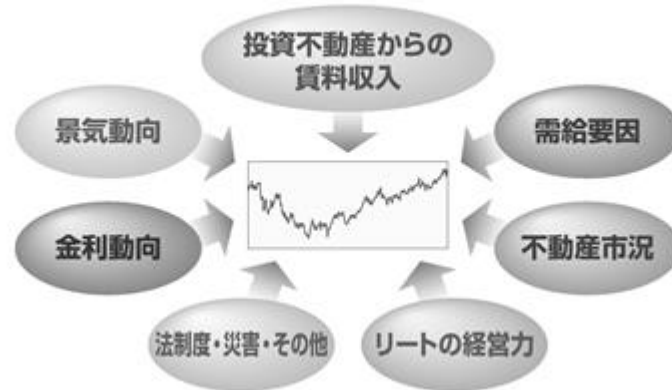 投資不動産からの
賃料収入
景気動向
需給要因
金利動向
不動産市況
法制度・災害・その他
リートの経営力